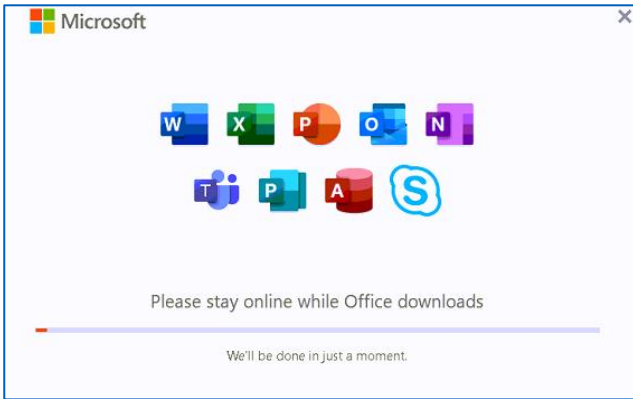 Microsoft
W X P O N
T P A S
Please stay online while Office downloads
We'll be done in just a moment.